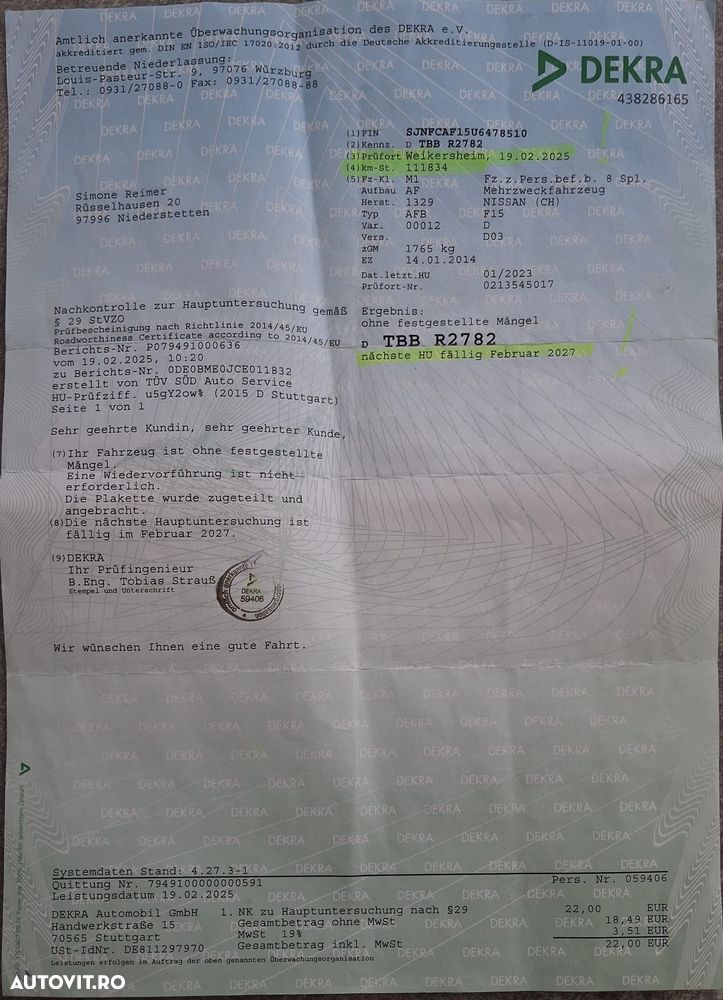 Amtlich anerkannte Überwachungsorganisation des DEKRA e.V.
akkreditiert gem. DIN EN ISO/IEC 17020:2012 durch die Deutsche Akkreditierungsstelle (D-IS-11019-01-00)
Betreuende Niederlassung:
Louis-Pasteur-Str. 9, 97076 Würzburg
Tel.: 0931/27088-0 Fax: 0931/27088-88
DEKRA
438286165
(1) FIN SJNFCAF15U6478510
(2) Kennz. D TBB R2782
(3) Prüfort Weikersheim, 19.02.2025
(4) km-St. 111834
(5) Fz-Kl. M1 Fz.z.Pers.bef.b. 8 Spl.
Aufbau AF Mehrzweckfahrzeug
Herst. 1329 NISSAN (CH)
Typ AFB F15
Var. 00012 D
Vers. D03
zGM 1765 kg
EZ 14.01.2014
Dat.letzt.HU 01/2023
Prüfort-Nr. 0213545017
Simone Reimer
Rüsselhausen 20
97996 Niederstetten
Nachkontrolle zur Hauptuntersuchung gemäß
§ 29 StVZO
Prüfbescheinigung nach Richtlinie 2014/45/EU
Roadworthiness Certificate according to 2014/45/EU
Berichts-Nr. P079491000636
vom 19.02.2025, 10:20
zu Berichts-Nr. 0DE0BME0JCE011832
erstellt von TÜV SÜD Auto Service
HU-Prüfziff. u5gY2ow% (2015 D Stuttgart)
Seite 1 von 1
Ergebnis:
ohne festgestellte Mängel
D TBB R2782
nächste HU fällig Februar 2027
Sehr geehrte Kundin, sehr geehrter Kunde,
(7) Ihr Fahrzeug ist ohne festgestellte
Mängel.
Eine Wiedervorführung ist nicht
erforderlich.
Die Plakette wurde zugeteilt und
angebracht.
(8) Die nächste Hauptuntersuchung ist
fällig im Februar 2027.
(9) DEKRA
Ihr Prüfingenieur
B.Eng. Tobias Strauß
Stempel und Unterschrift
DEKRA
59406
Wir wünschen Ihnen eine gute Fahrt.
Systemdaten Stand: 4.27.3-1
Quittung Nr. 7949100000000591 Pers. Nr. 059406
Leistungsdatum 19.02.2025
DEKRA Automobil GmbH 1. NK zu Hauptuntersuchung nach §29 22,00 EUR
Handwerkstraße 15 Gesamtbetrag ohne MwSt 18,49 EUR
70565 Stuttgart MwSt 19% 3,51 EUR
USt-IdNr. DE811297970 Gesamtbetrag inkl. MwSt 22,00 EUR
Leistungen erfolgen im Auftrag der oben genannten Überwachungsorganisation
AUTOVIT.RO